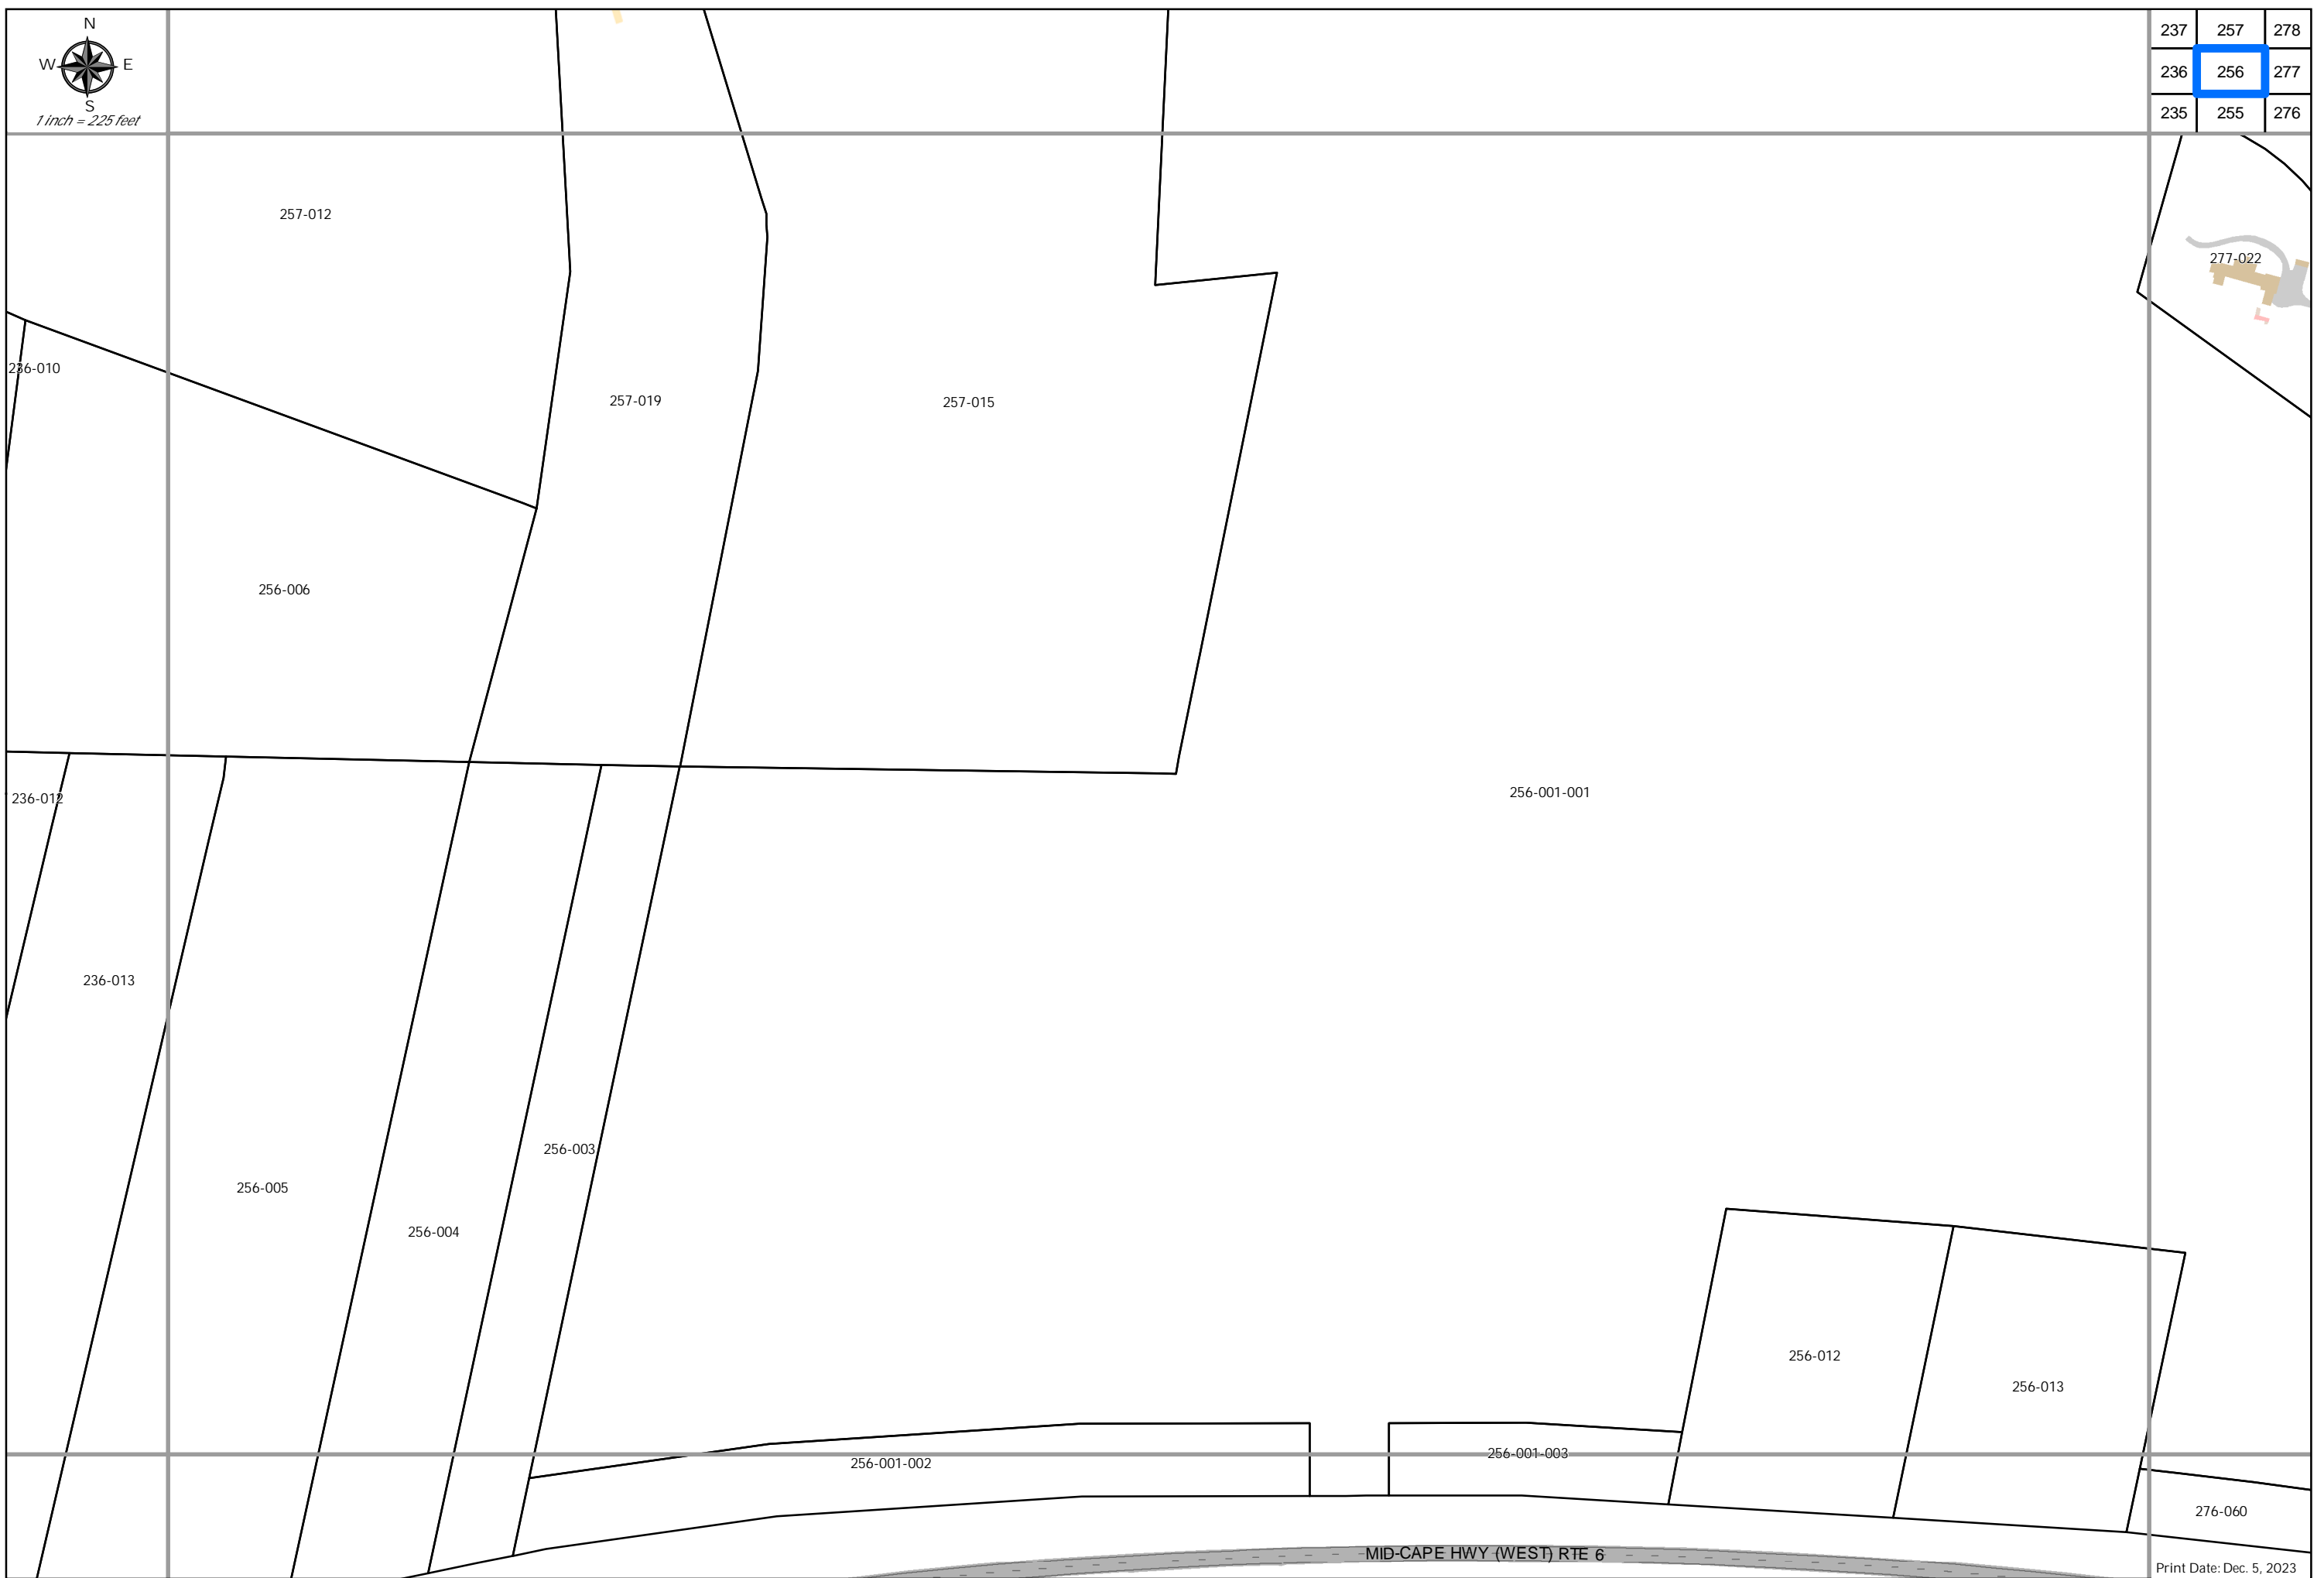 N
W E
S
1 inch = 225 feet
237 257 278
236 256 277
235 255 276
257-012
277-022
236-010
257-019
257-015
256-006
256-001-001
236-012
236-013
256-003
256-005
256-004
256-012
256-013
256-001-003
256-001-002
276-060
MID-CAPE HWY (WEST) RTE 6
Print Date: Dec. 5, 2023